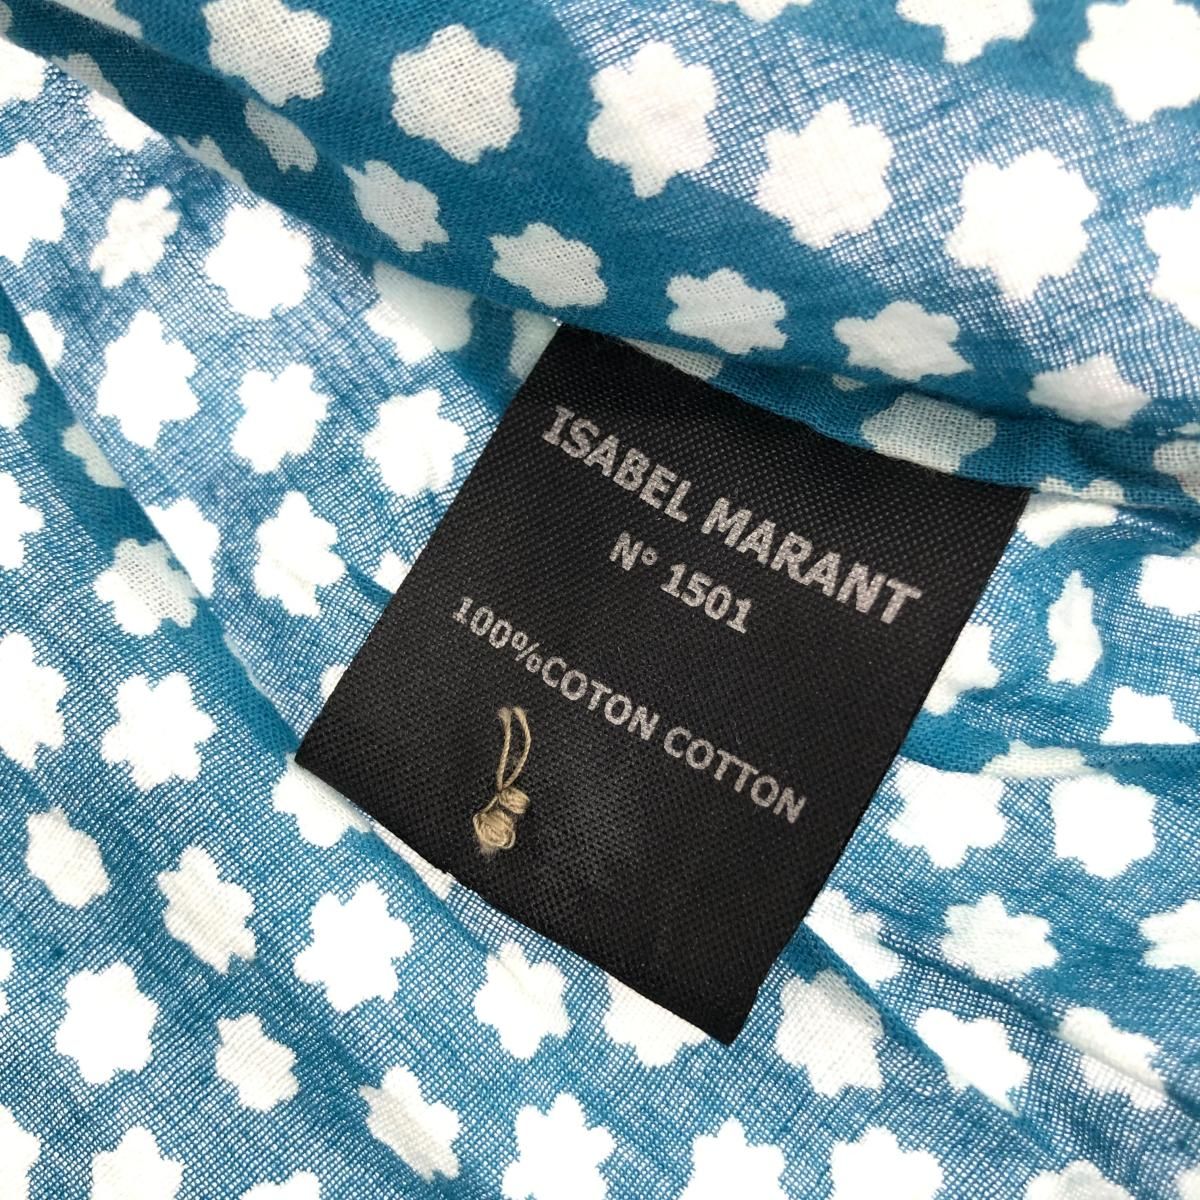 ISABEL MARANT
N° 1501
100%COTON COTTON